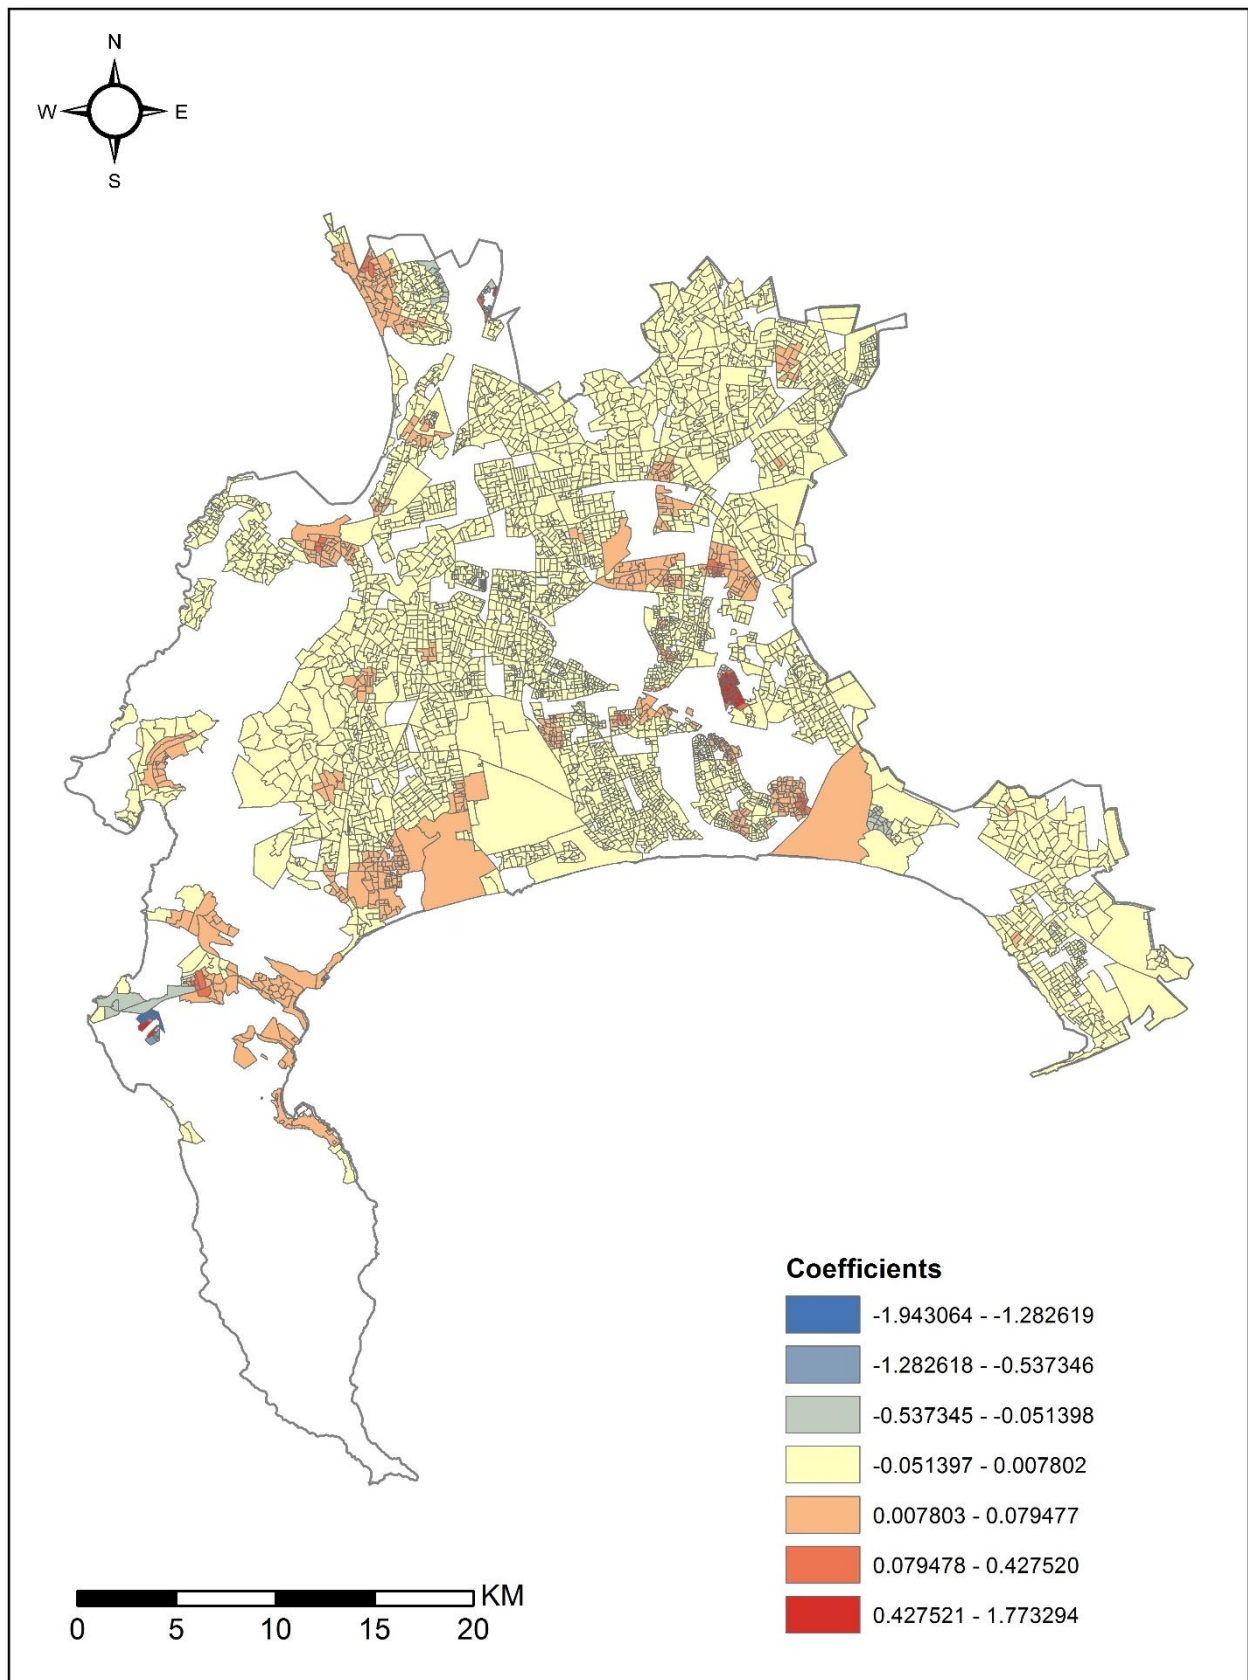 N
W E
S
Coefficients
-1.943064 - -1.282619
-1.282618 - -0.537346
-0.537345 - -0.051398
-0.051397 - 0.007802
0.007803 - 0.079477
0.079478 - 0.427520
0.427521 - 1.773294
KM
0 5 10 15 20